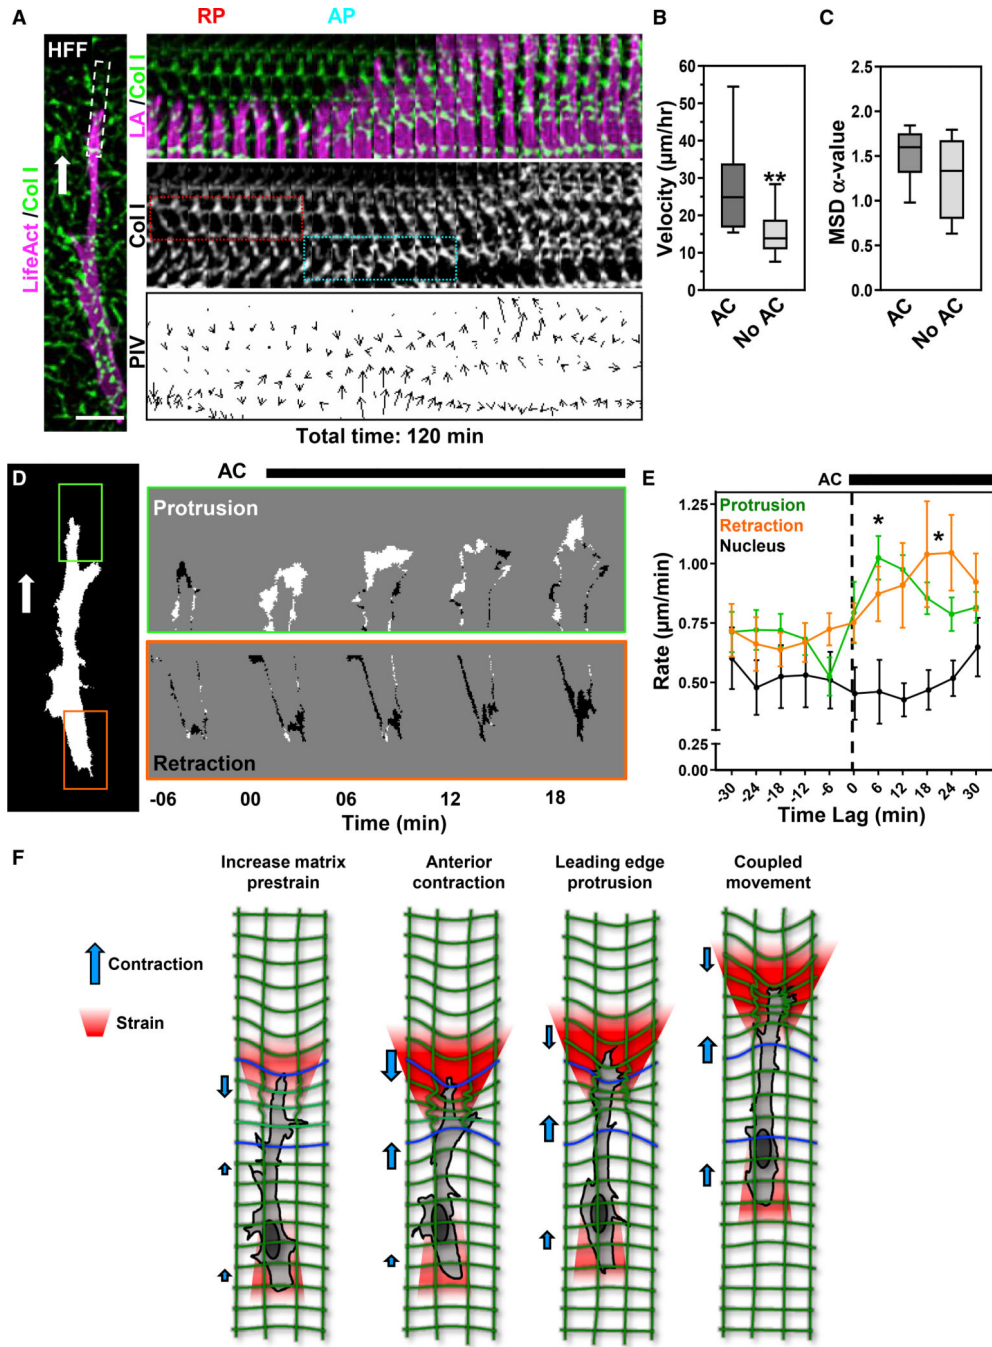 A
RP
AP
HFF
LifeAct /Col I
LA /Col I
Col I
PIV
Total time: 120 min
B
Velocity (µm/hr)
60
50
40
30
20
10
0
**
AC
No AC
C
MSD α-value
2.5
2.0
1.5
1.0
0.5
0.0
AC
No AC
D
AC
Protrusion
Retraction
-06 00 06 12 18
Time (min)
E
AC
Protrusion
Retraction
Nucleus
* *
Rate (µm/min)
1.25
1.00
0.75
0.50
0.25
0.00
-30 -24 -18 -12 -6 0 6 12 18 24 30
Time Lag (min)
F
Increase matrix
prestrain
Anterior
contraction
Leading edge
protrusion
Coupled
movement
Contraction
Strain